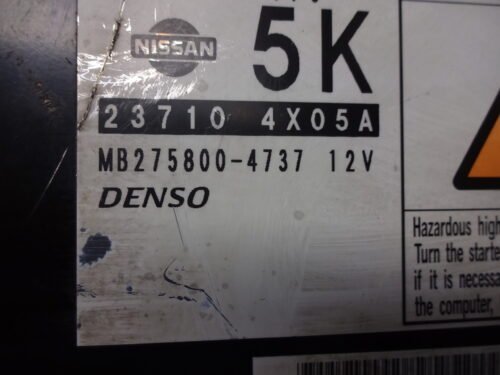 NISSAN
5K
23710 4X05A
MB275800-4737 12V
DENSO
Hazardous high
Turn the starte
if it is necessa
the computer,